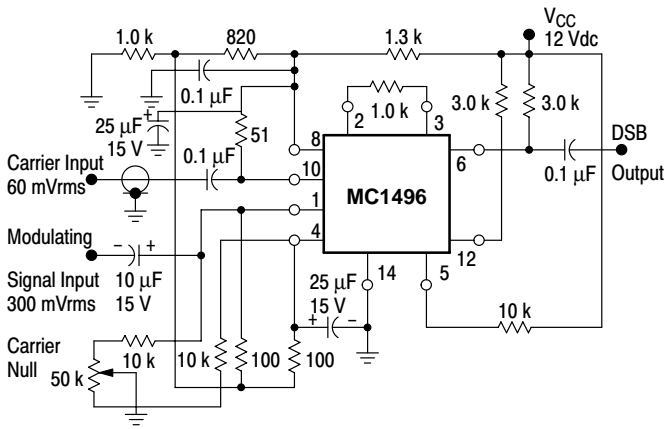 1.0 k
820
1.3 k
VCC
12 Vdc
0.1 μF
1.0 k
3.0 k
3.0 k
25 μF
15 V
+
51
2
3
8
6
DSB
Output
0.1 μF
Carrier Input
60 mVrms
0.1 μF
10
1
4
MC1496
12
14
5
Modulating
Signal Input
300 mVrms
− +
10 μF
15 V
25 μF
15 V
+ −
10 k
Carrier
Null
50 k
10 k
10 k
100
100